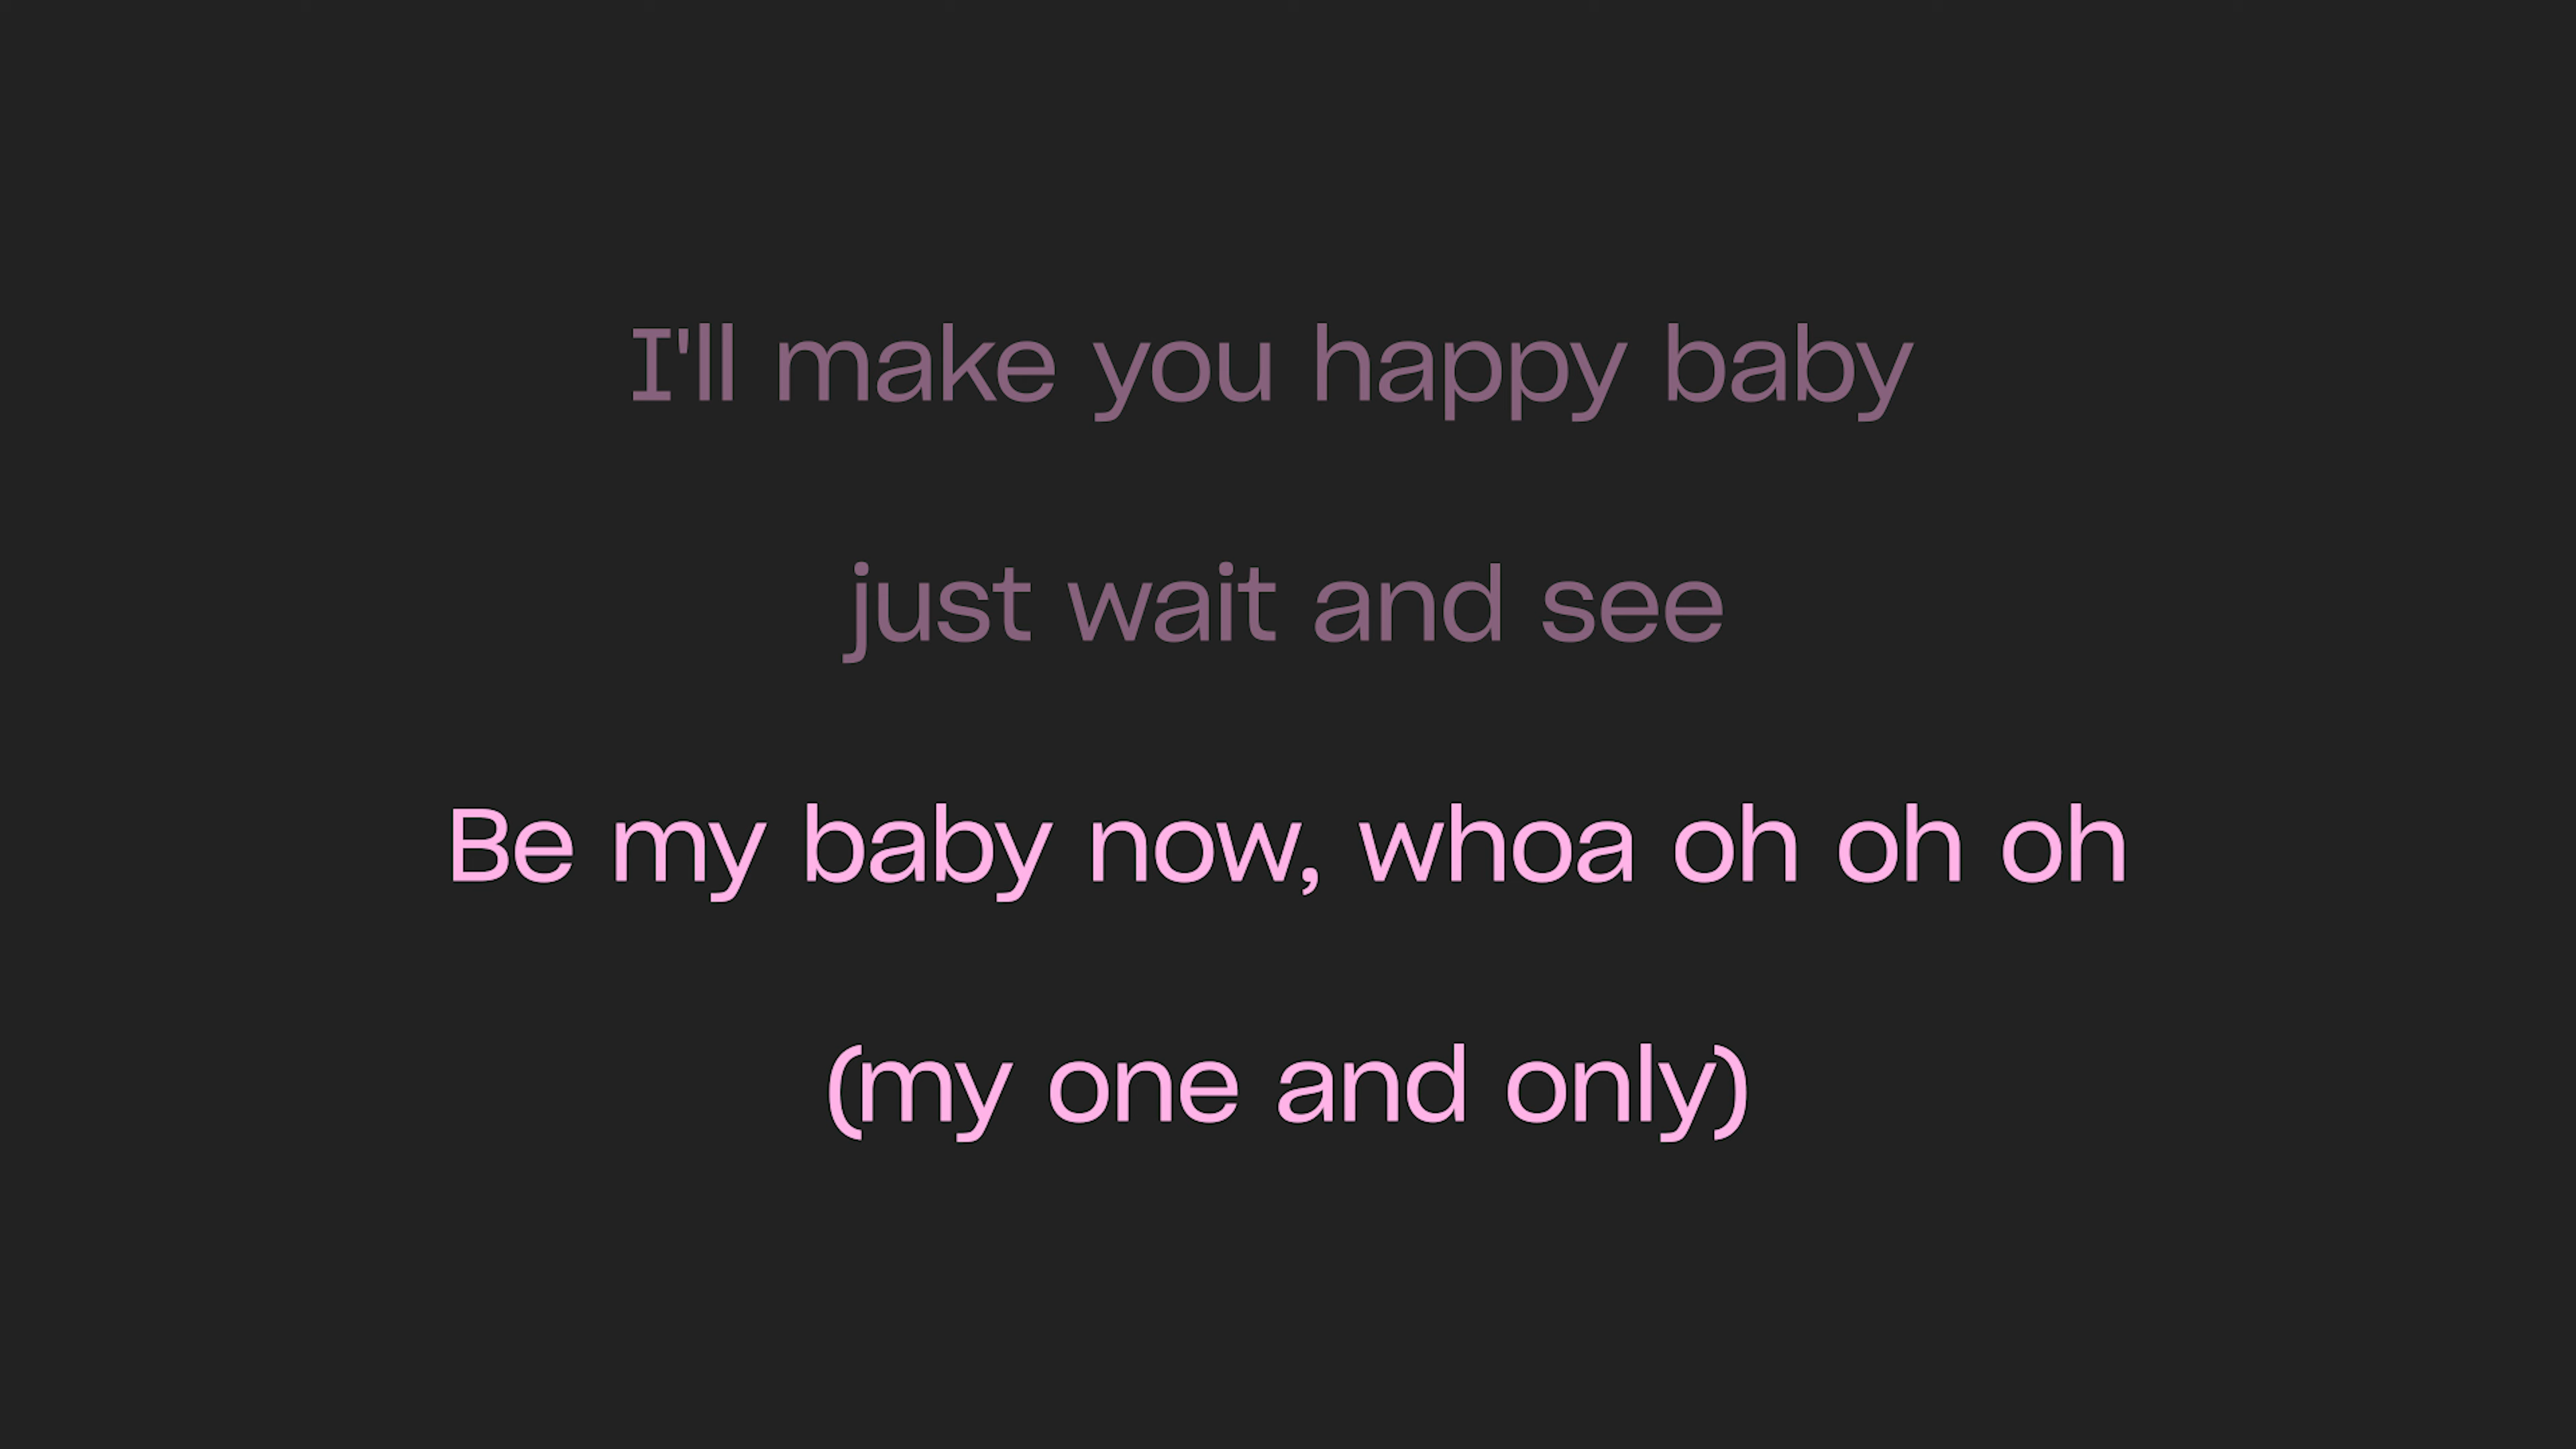 I'll make you happy baby
just wait and see
Be my baby now, whoa oh oh oh
(my one and only)